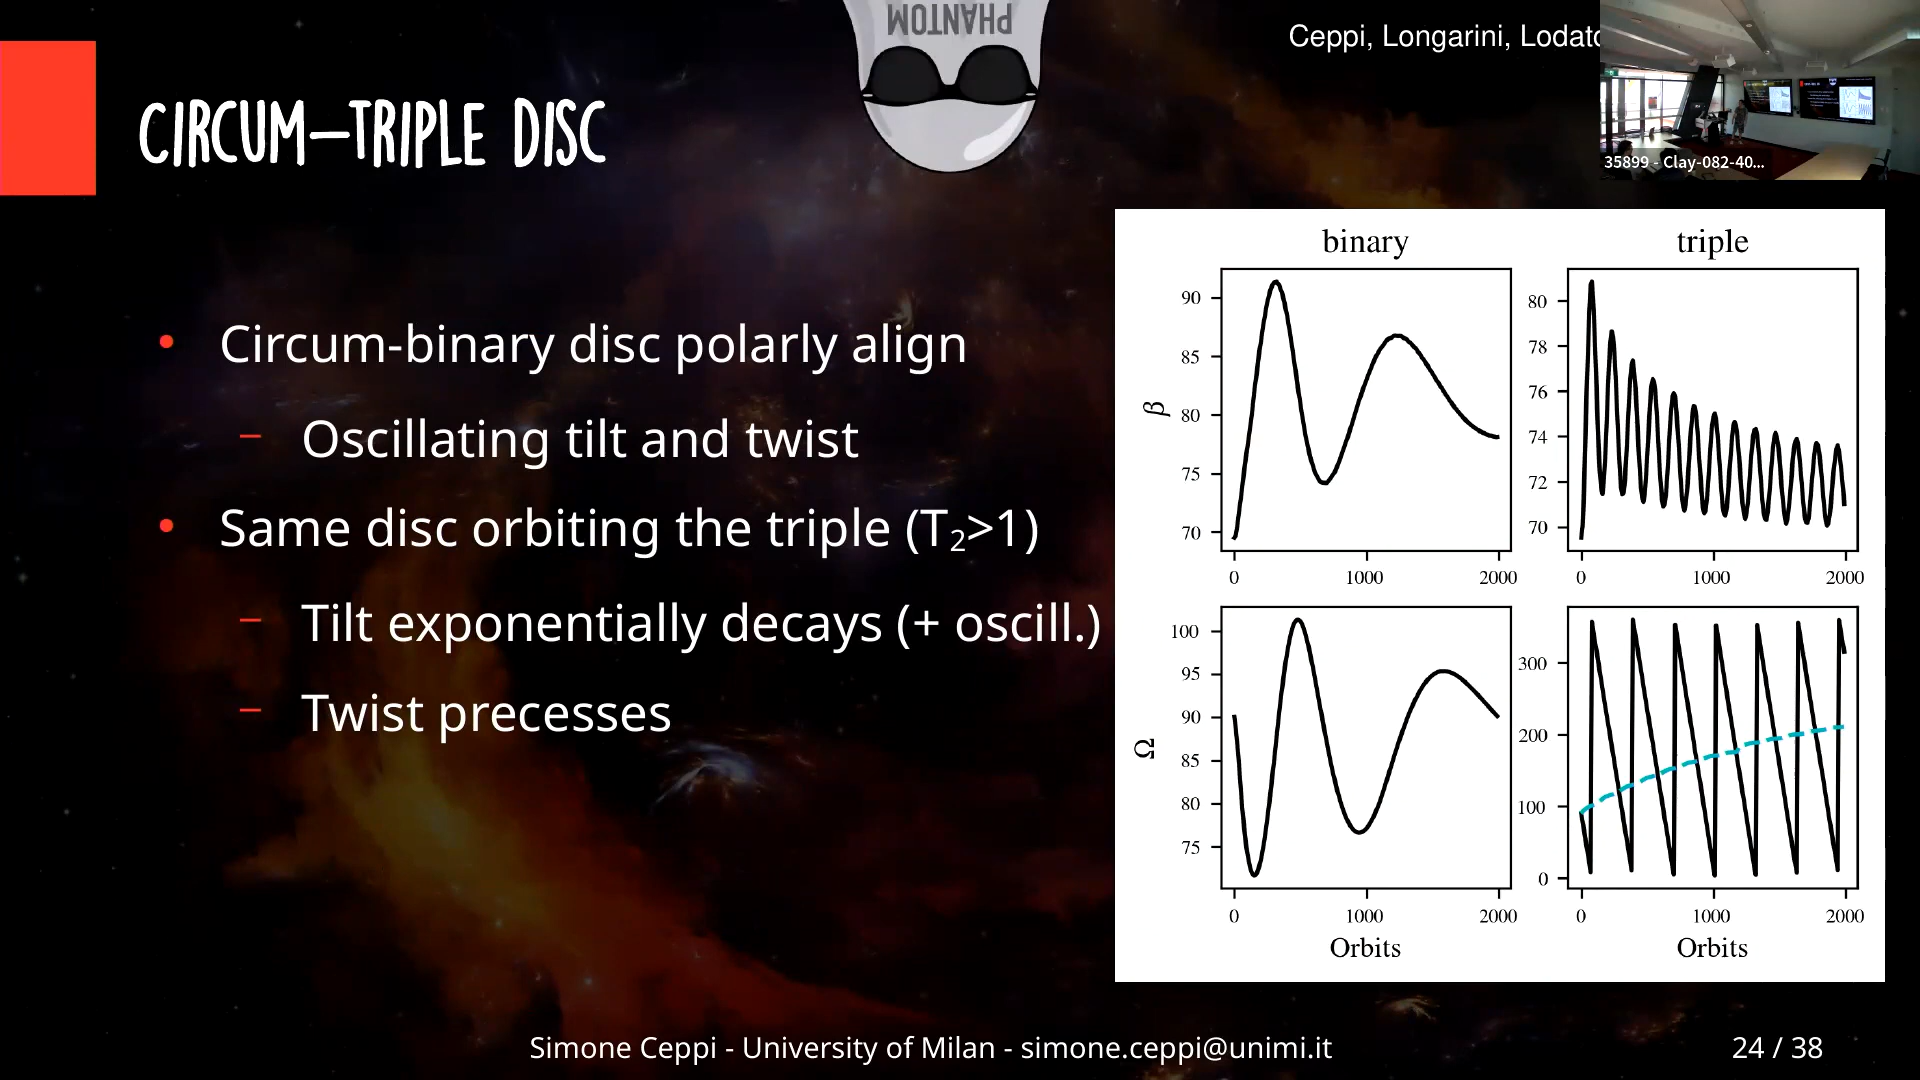 PHANTOM
Ceppi, Longarini, Lodato
35899 - Clay-082-40...
CIRCUM-TRIPLE DISC
• Circum-binary disc polarly align
– Oscillating tilt and twist
• Same disc orbiting the triple (T₂>1)
– Tilt exponentially decays (+ oscill.)
– Twist precesses
binary
triple
β
90
85
80
75
70
0 1000 2000
80
78
76
74
72
70
0 1000 2000
Ω
100
95
90
85
80
75
0 1000 2000
Orbits
300
200
100
0
0 1000 2000
Orbits
Simone Ceppi - University of Milan - simone.ceppi@unimi.it
24 / 38